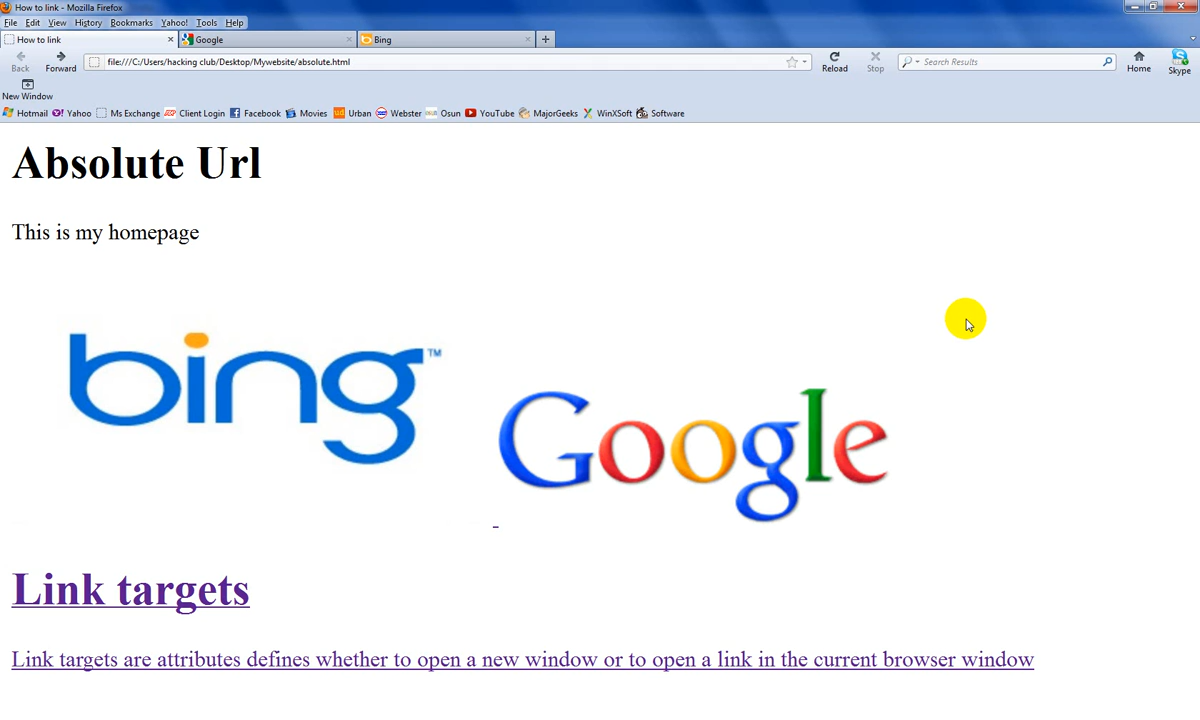 How to link - Mozilla Firefox
File Edit View History Bookmarks Yahoo! Tools Help
How to link Google Bing
Back Forward file:///C:/Users/hacking club/Desktop/Mywebsite/absolute.html Reload Stop Search Results Home Skype
New Window
Hotmail Yahoo Ms Exchange Client Login Facebook Movies Urban Webster Osun YouTube MajorGeeks WinXSoft Software
Absolute Url
This is my homepage
bing™
Google
Link targets
Link targets are attributes defines whether to open a new window or to open a link in the current browser window